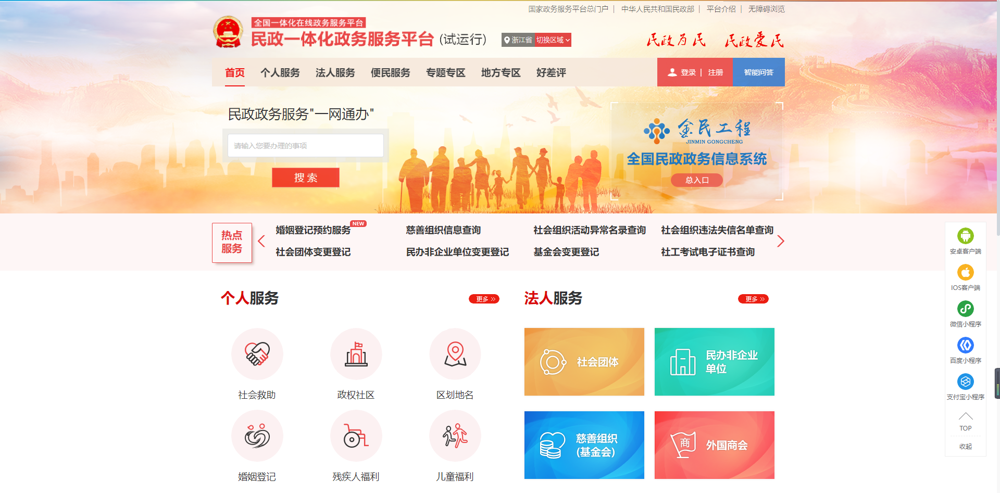 国家政务服务平台总门户 | 中华人民共和国民政部 | 平台介绍 | 无障碍浏览
全国一体化在线政务服务平台
民政一体化政务服务平台 (试运行)
浙江省 切换区域
民政为民 民政爱民
首页 个人服务 法人服务 便民服务 专题专区 地方专区 好差评
登录 | 注册
智能问答
民政政务服务"一网通办"
请输入您要办理的事项
搜索
金民工程
JINMIN GONGCHENG
全国民政政务信息系统
总入口
热点
服务
婚姻登记预约服务 NEW
慈善组织信息查询
社会组织活动异常名录查询
社会组织违法失信名单查询
社会团体变更登记
民办非企业单位变更登记
基金会变更登记
社工考试电子证书查询
个人服务
更多
社会救助
政权社区
区划地名
婚姻登记
残疾人福利
儿童福利
法人服务
更多
社会团体
民办非企业
单位
慈善组织
(基金会)
商
外国商会
安卓客户端
IOS客户端
微信小程序
百度小程序
支付宝小程序
TOP
收起